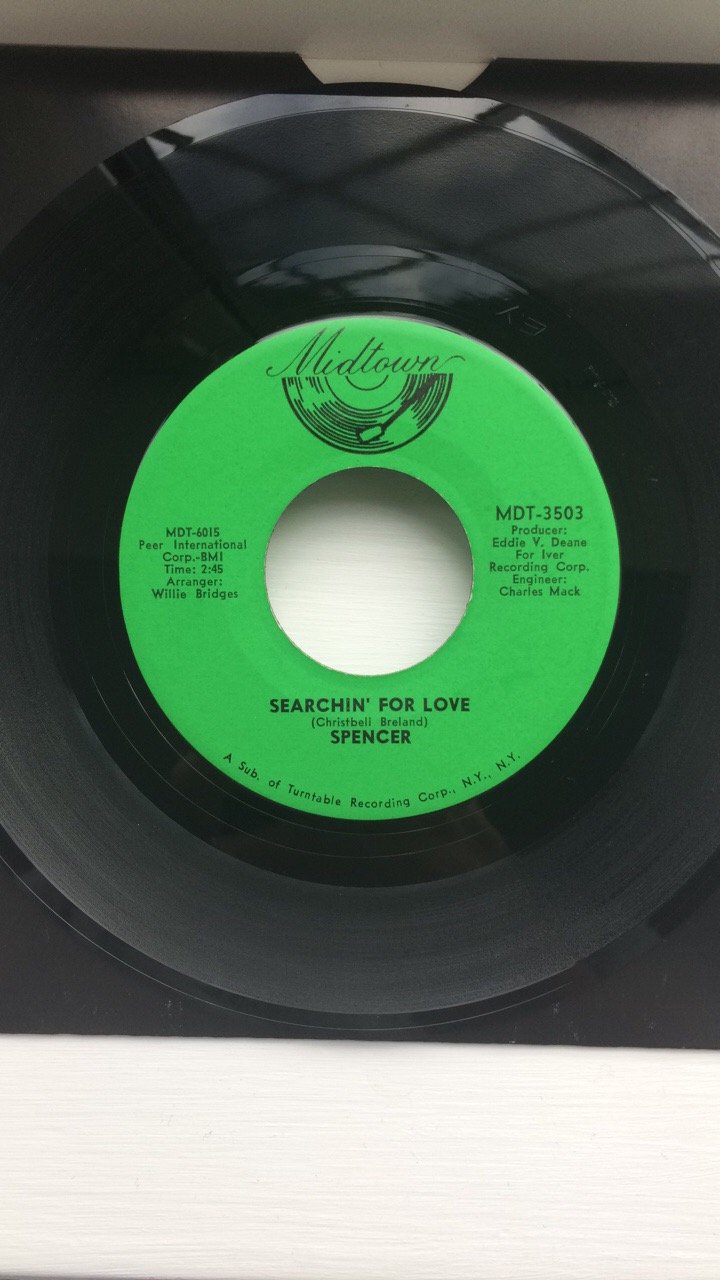 Midtown
MDT-6015
Peer International
Corp.-BMI
Time: 2:45
Arranger:
Willie Bridges
MDT-3503
Producer:
Eddie V. Deane
For Iver
Recording Corp.
Engineer:
Charles Mack
SEARCHIN' FOR LOVE
(Christbell Breland)
SPENCER
A Sub. of Turntable Recording Corp., N.Y., N.Y.